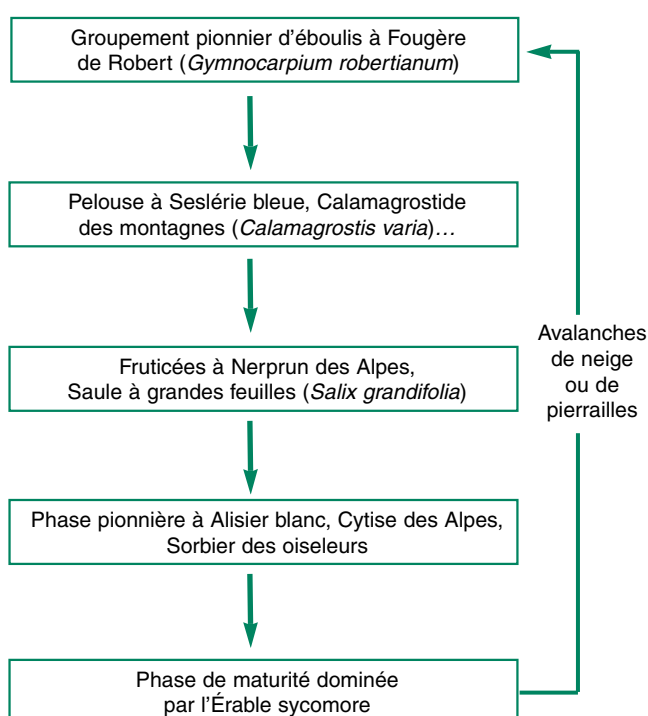 Groupement pionnier d'éboulis à Fougère
de Robert (Gymnocarpium robertianum)
Pelouse à Seslérie bleue, Calamagrostide
des montagnes (Calamagrostis varia)...
Fruticées à Nerprun des Alpes,
Saule à grandes feuilles (Salix grandifolia)
Phase pionnière à Alisier blanc, Cytise des Alpes,
Sorbier des oiseleurs
Phase de maturité dominée
par l'Érable sycomore
Avalanches
de neige
ou de
pierrailles